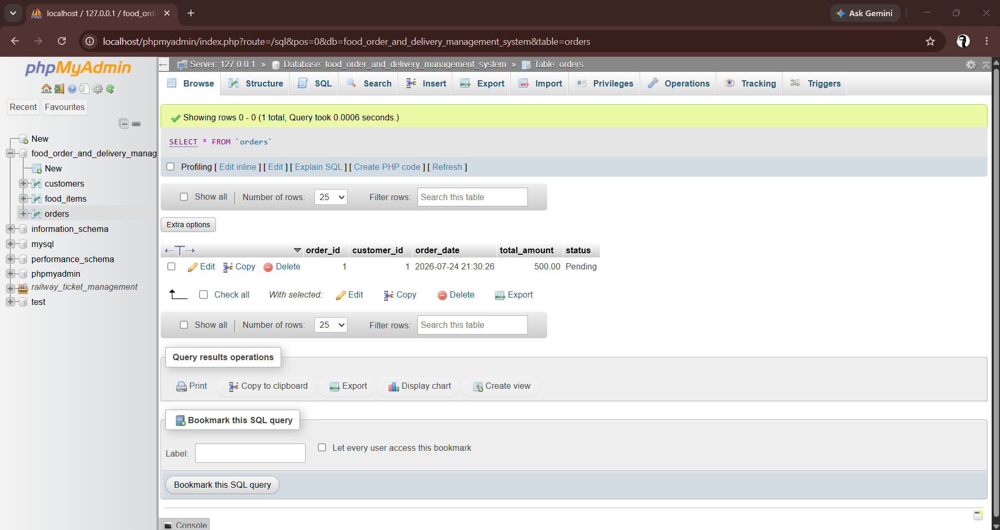 localhost / 127.0.0.1 / food_ord
Ask Gemini
localhost/phpmyadmin/index.php?route=/sql&pos=0&db=food_order_and_delivery_management_system&table=orders
phpMyAdmin
Recent
Favourites
New
food_order_and_delivery_manag
New
customers
food_items
orders
information_schema
mysql
performance_schema
phpmyadmin
railway_ticket_management
test
Server: 127.0.0.1 » Database: food_order_and_delivery_management_system » Table: orders
Browse Structure SQL Search Insert Export Import Privileges Operations Tracking Triggers
Showing rows 0 - 0 (1 total, Query took 0.0006 seconds.)
SELECT * FROM `orders`
Profiling [ Edit inline ] [ Edit ] [ Explain SQL ] [ Create PHP code ] [ Refresh ]
Show all Number of rows: 25 Filter rows: Search this table
Extra options
order_id customer_id order_date total_amount status
Edit Copy Delete 1 1 2026-07-24 21:30:26 500.00 Pending
Check all With selected: Edit Copy Delete Export
Show all Number of rows: 25 Filter rows: Search this table
Query results operations
Print Copy to clipboard Export Display chart Create view
Bookmark this SQL query
Label: Let every user access this bookmark
Bookmark this SQL query
Console